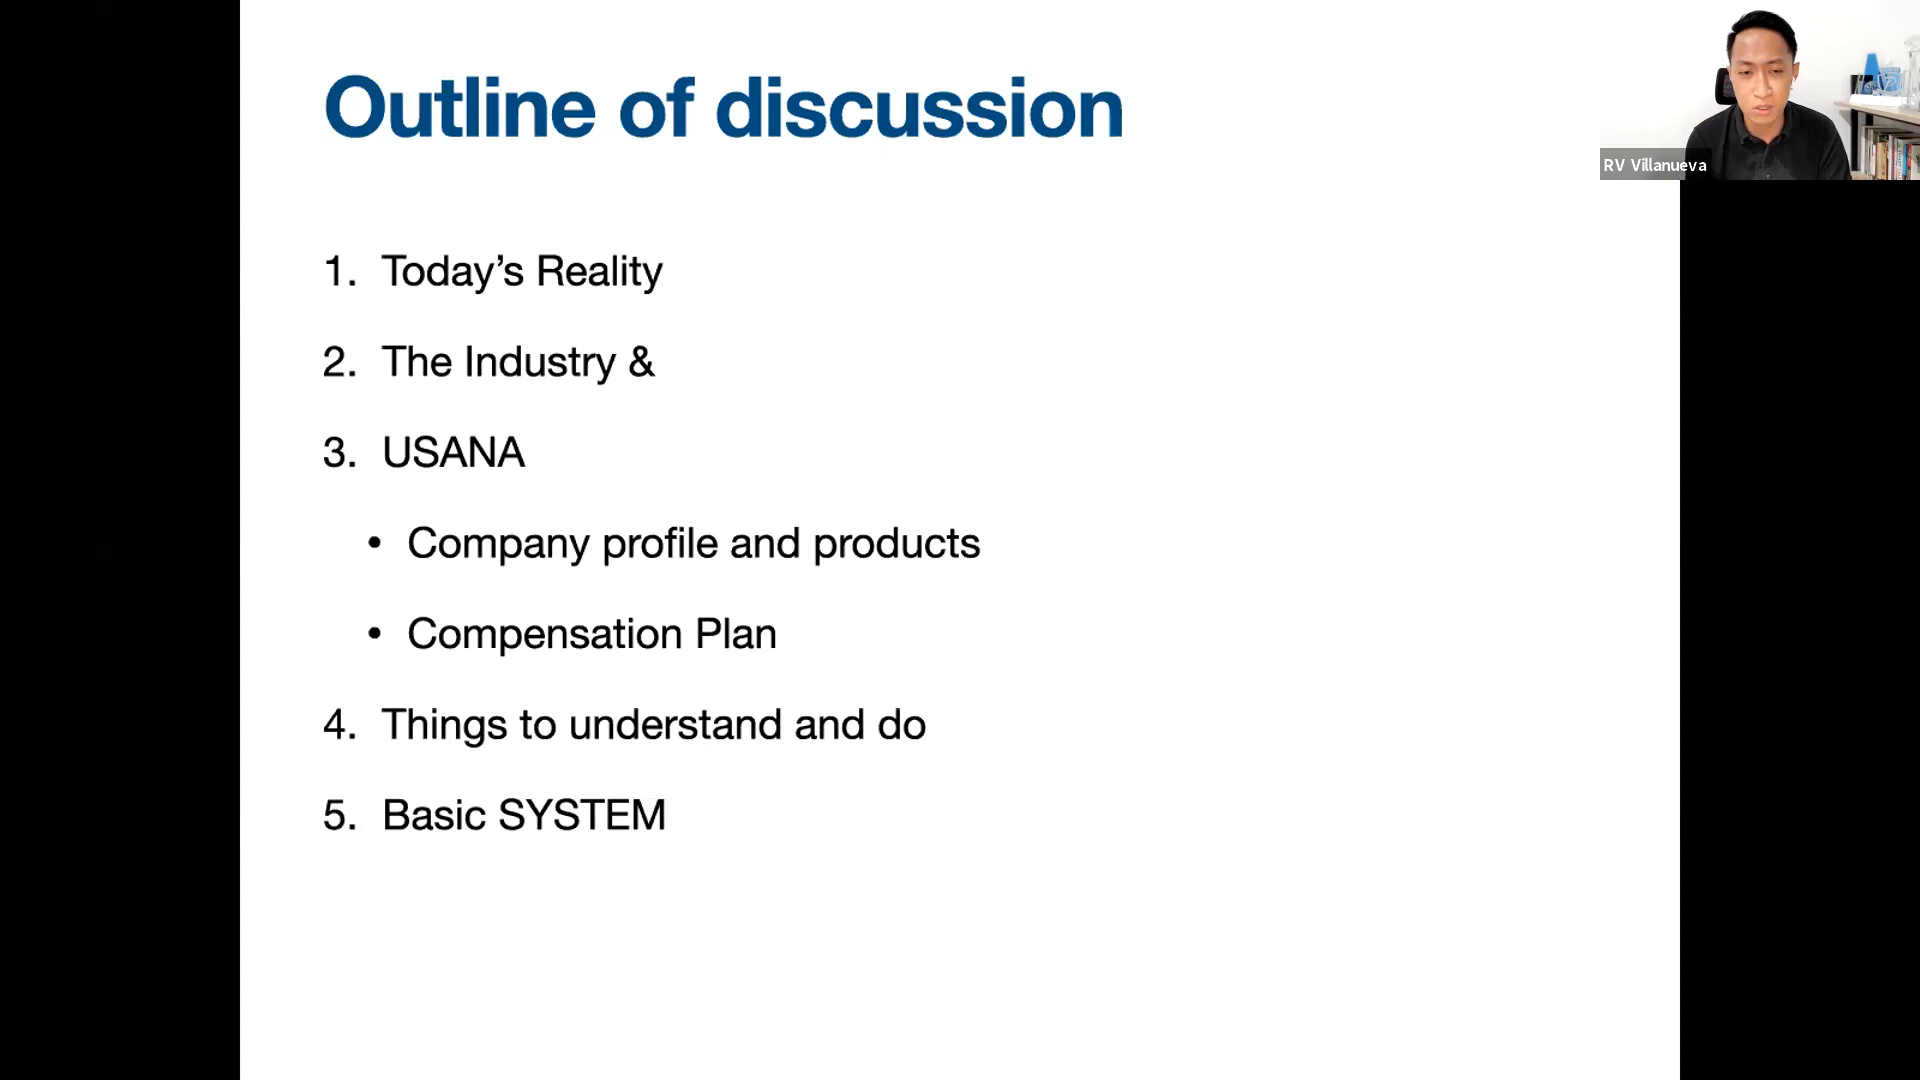 Outline of discussion
RV Villanueva
1. Today’s Reality
2. The Industry &
3. USANA
• Company profile and products
• Compensation Plan
4. Things to understand and do
5. Basic SYSTEM